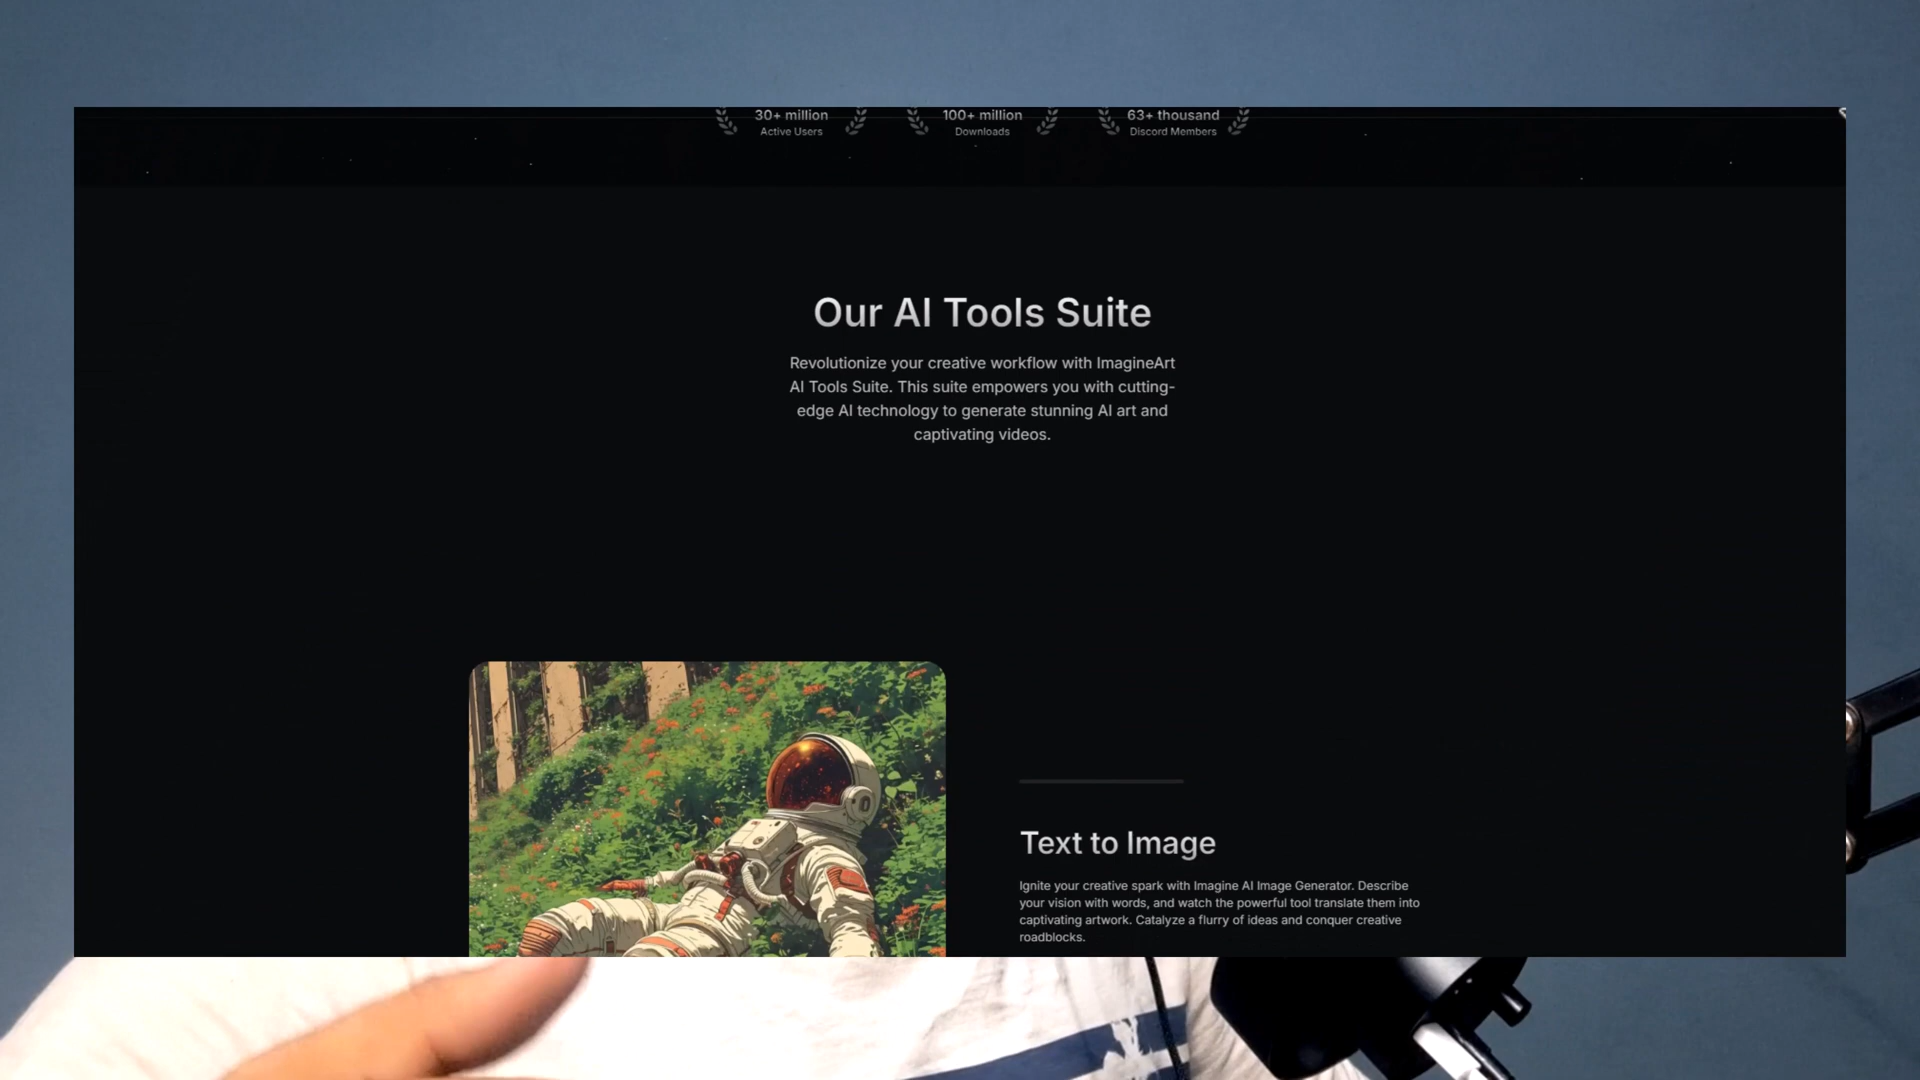 30+ million
Active Users
100+ million
Downloads
63+ thousand
Discord Members
Our AI Tools Suite
Revolutionize your creative workflow with ImagineArt
AI Tools Suite. This suite empowers you with cutting-
edge AI technology to generate stunning AI art and
captivating videos.
Text to Image
Ignite your creative spark with Imagine AI Image Generator. Describe
your vision with words, and watch the powerful tool translate them into
captivating artwork. Catalyze a flurry of ideas and conquer creative
roadblocks.